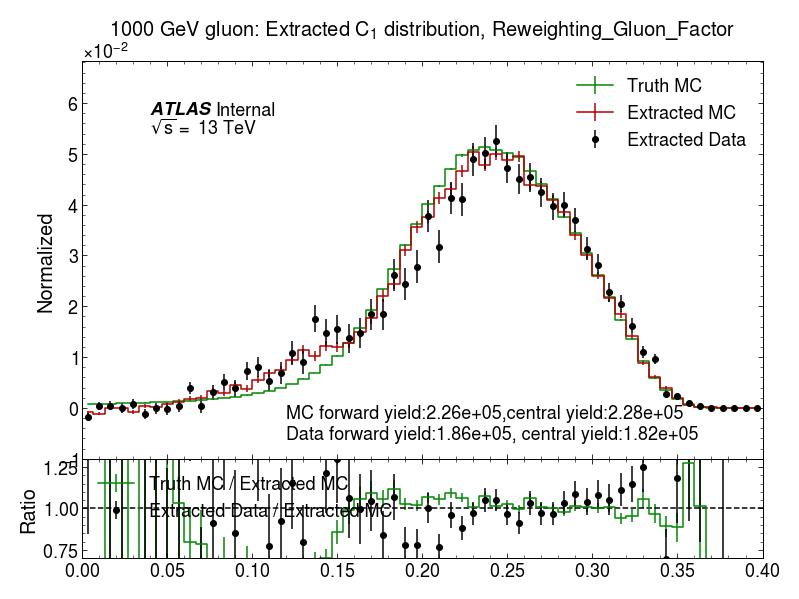 1000 GeV gluon: Extracted C₁ distribution, Reweighting_Gluon_Factor
×10⁻²
ATLAS Internal
√s = 13 TeV
Truth MC
Extracted MC
Extracted Data
Normalized
6
5
4
3
2
1
0
MC forward yield:2.26e+05,central yield:2.28e+05
Data forward yield:1.86e+05, central yield:1.82e+05
Ratio
1.25
1.00
0.75
Truth MC / Extracted MC
Extracted Data / Extracted MC
0.00 0.05 0.10 0.15 0.20 0.25 0.30 0.35 0.40